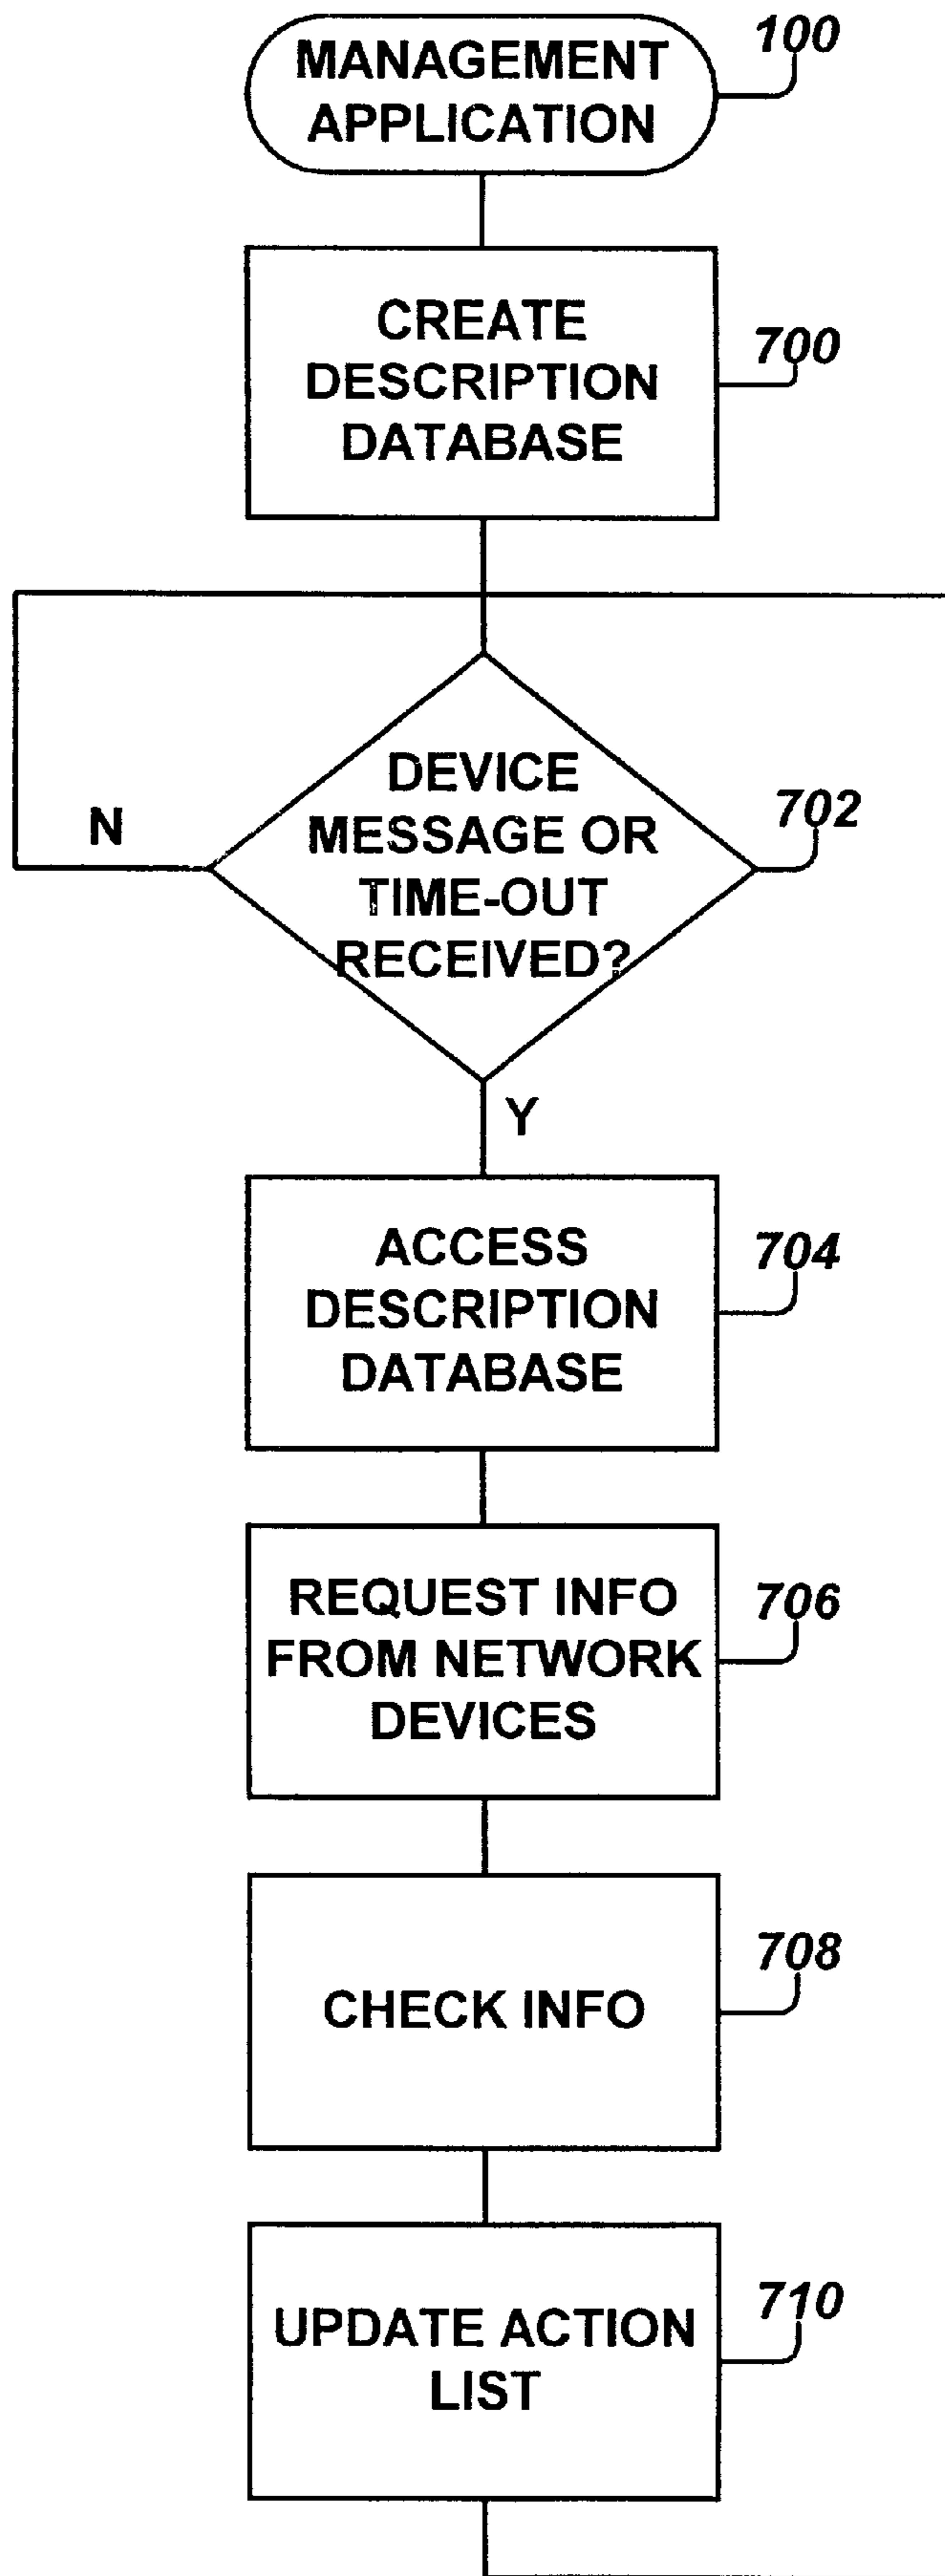 MANAGEMENT
APPLICATION
100
CREATE
DESCRIPTION
DATABASE
700
DEVICE
MESSAGE OR
TIME-OUT
RECEIVED?
702
N
Y
ACCESS
DESCRIPTION
DATABASE
704
REQUEST INFO
FROM NETWORK
DEVICES
706
CHECK INFO
708
UPDATE ACTION
LIST
710